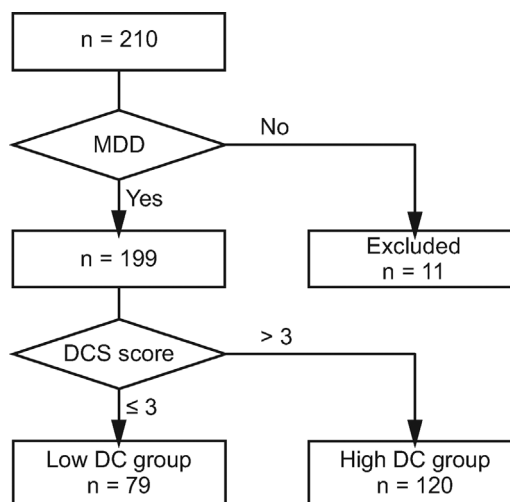 n = 210
MDD
No
Yes
n = 199
Excluded
n = 11
DCS score
> 3
≤ 3
Low DC group
n = 79
High DC group
n = 120